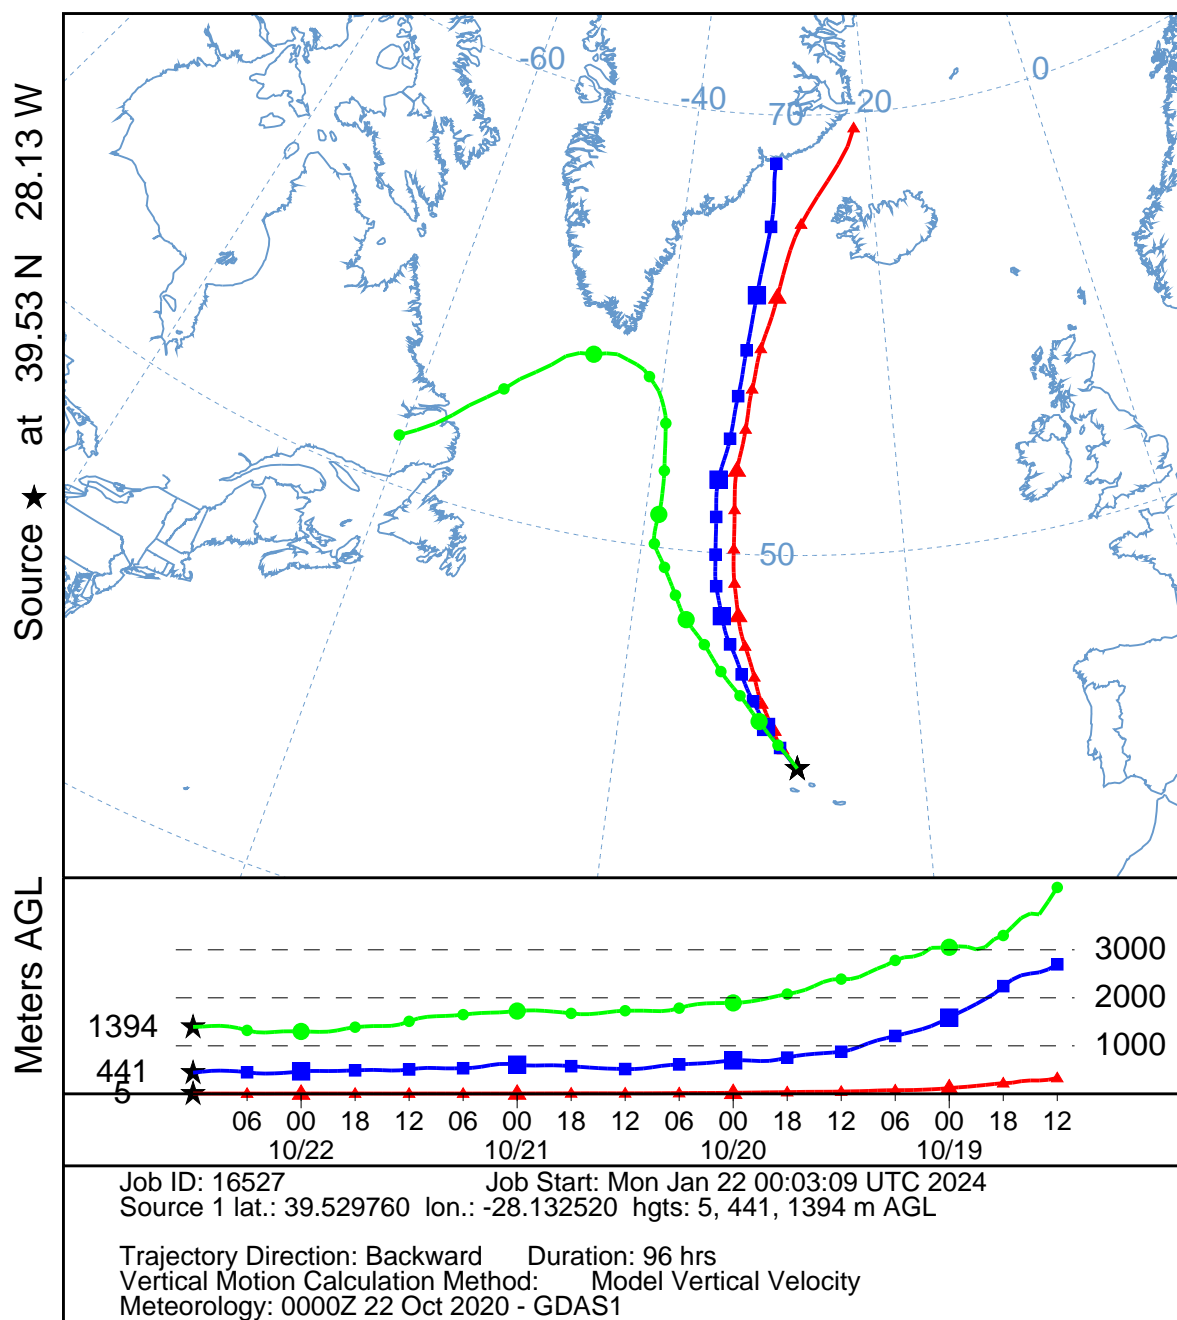 Source ★ at 39.53 N 28.13 W
-60
-40
70
-20
0
50
Meters AGL
3000
2000
1000
1394
441
5
06 00 18 12 06 00 18 12 06 00 18 12 06 00 18 12
10/22 10/21 10/20 10/19
Job ID: 16527 Job Start: Mon Jan 22 00:03:09 UTC 2024
Source 1 lat.: 39.529760 lon.: -28.132520 hgts: 5, 441, 1394 m AGL
Trajectory Direction: Backward Duration: 96 hrs
Vertical Motion Calculation Method: Model Vertical Velocity
Meteorology: 0000Z 22 Oct 2020 - GDAS1